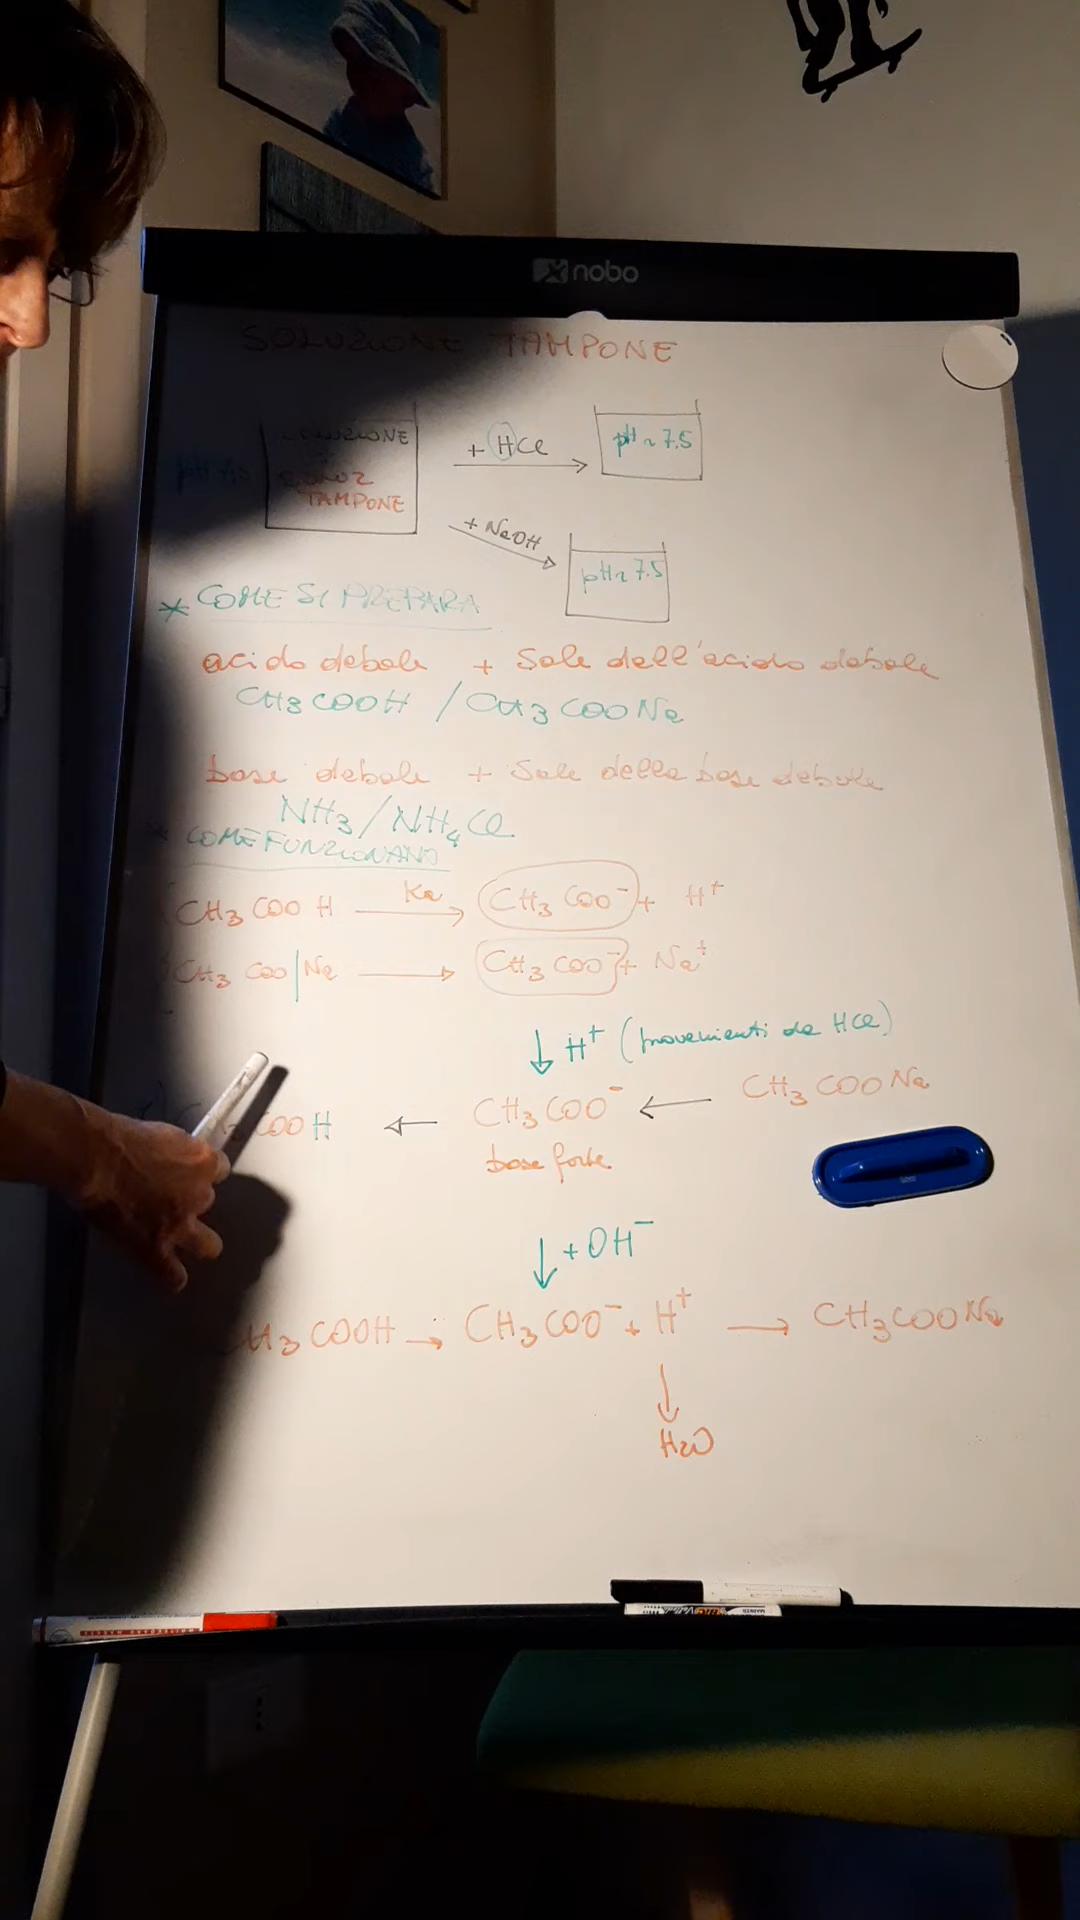 nobo
SOLUZIONE TAMPONE
SOLUZIONE
TAMPONE
+ HCl
pH ~ 7.5
+ NaOH
pH ~ 7.5
* COME SI PREPARA
acido debole + Sale dell'acido debole
CH3COOH / CH3COONa
base debole + Sale della base debole
NH3 / NH4Cl
* COME FUNZIONANO
CH3COOH Ka CH3COO⁻ + H⁺
CH3COO|Na → CH3COO⁻ + Na⁺
↓ H⁺ (provenienti da HCl)
COOH ← CH3COO⁻ ← CH3COONa
base forte
↓ + OH⁻
CH3COOH → CH3COO⁻ + H⁺ → CH3COONa
↓
H2O